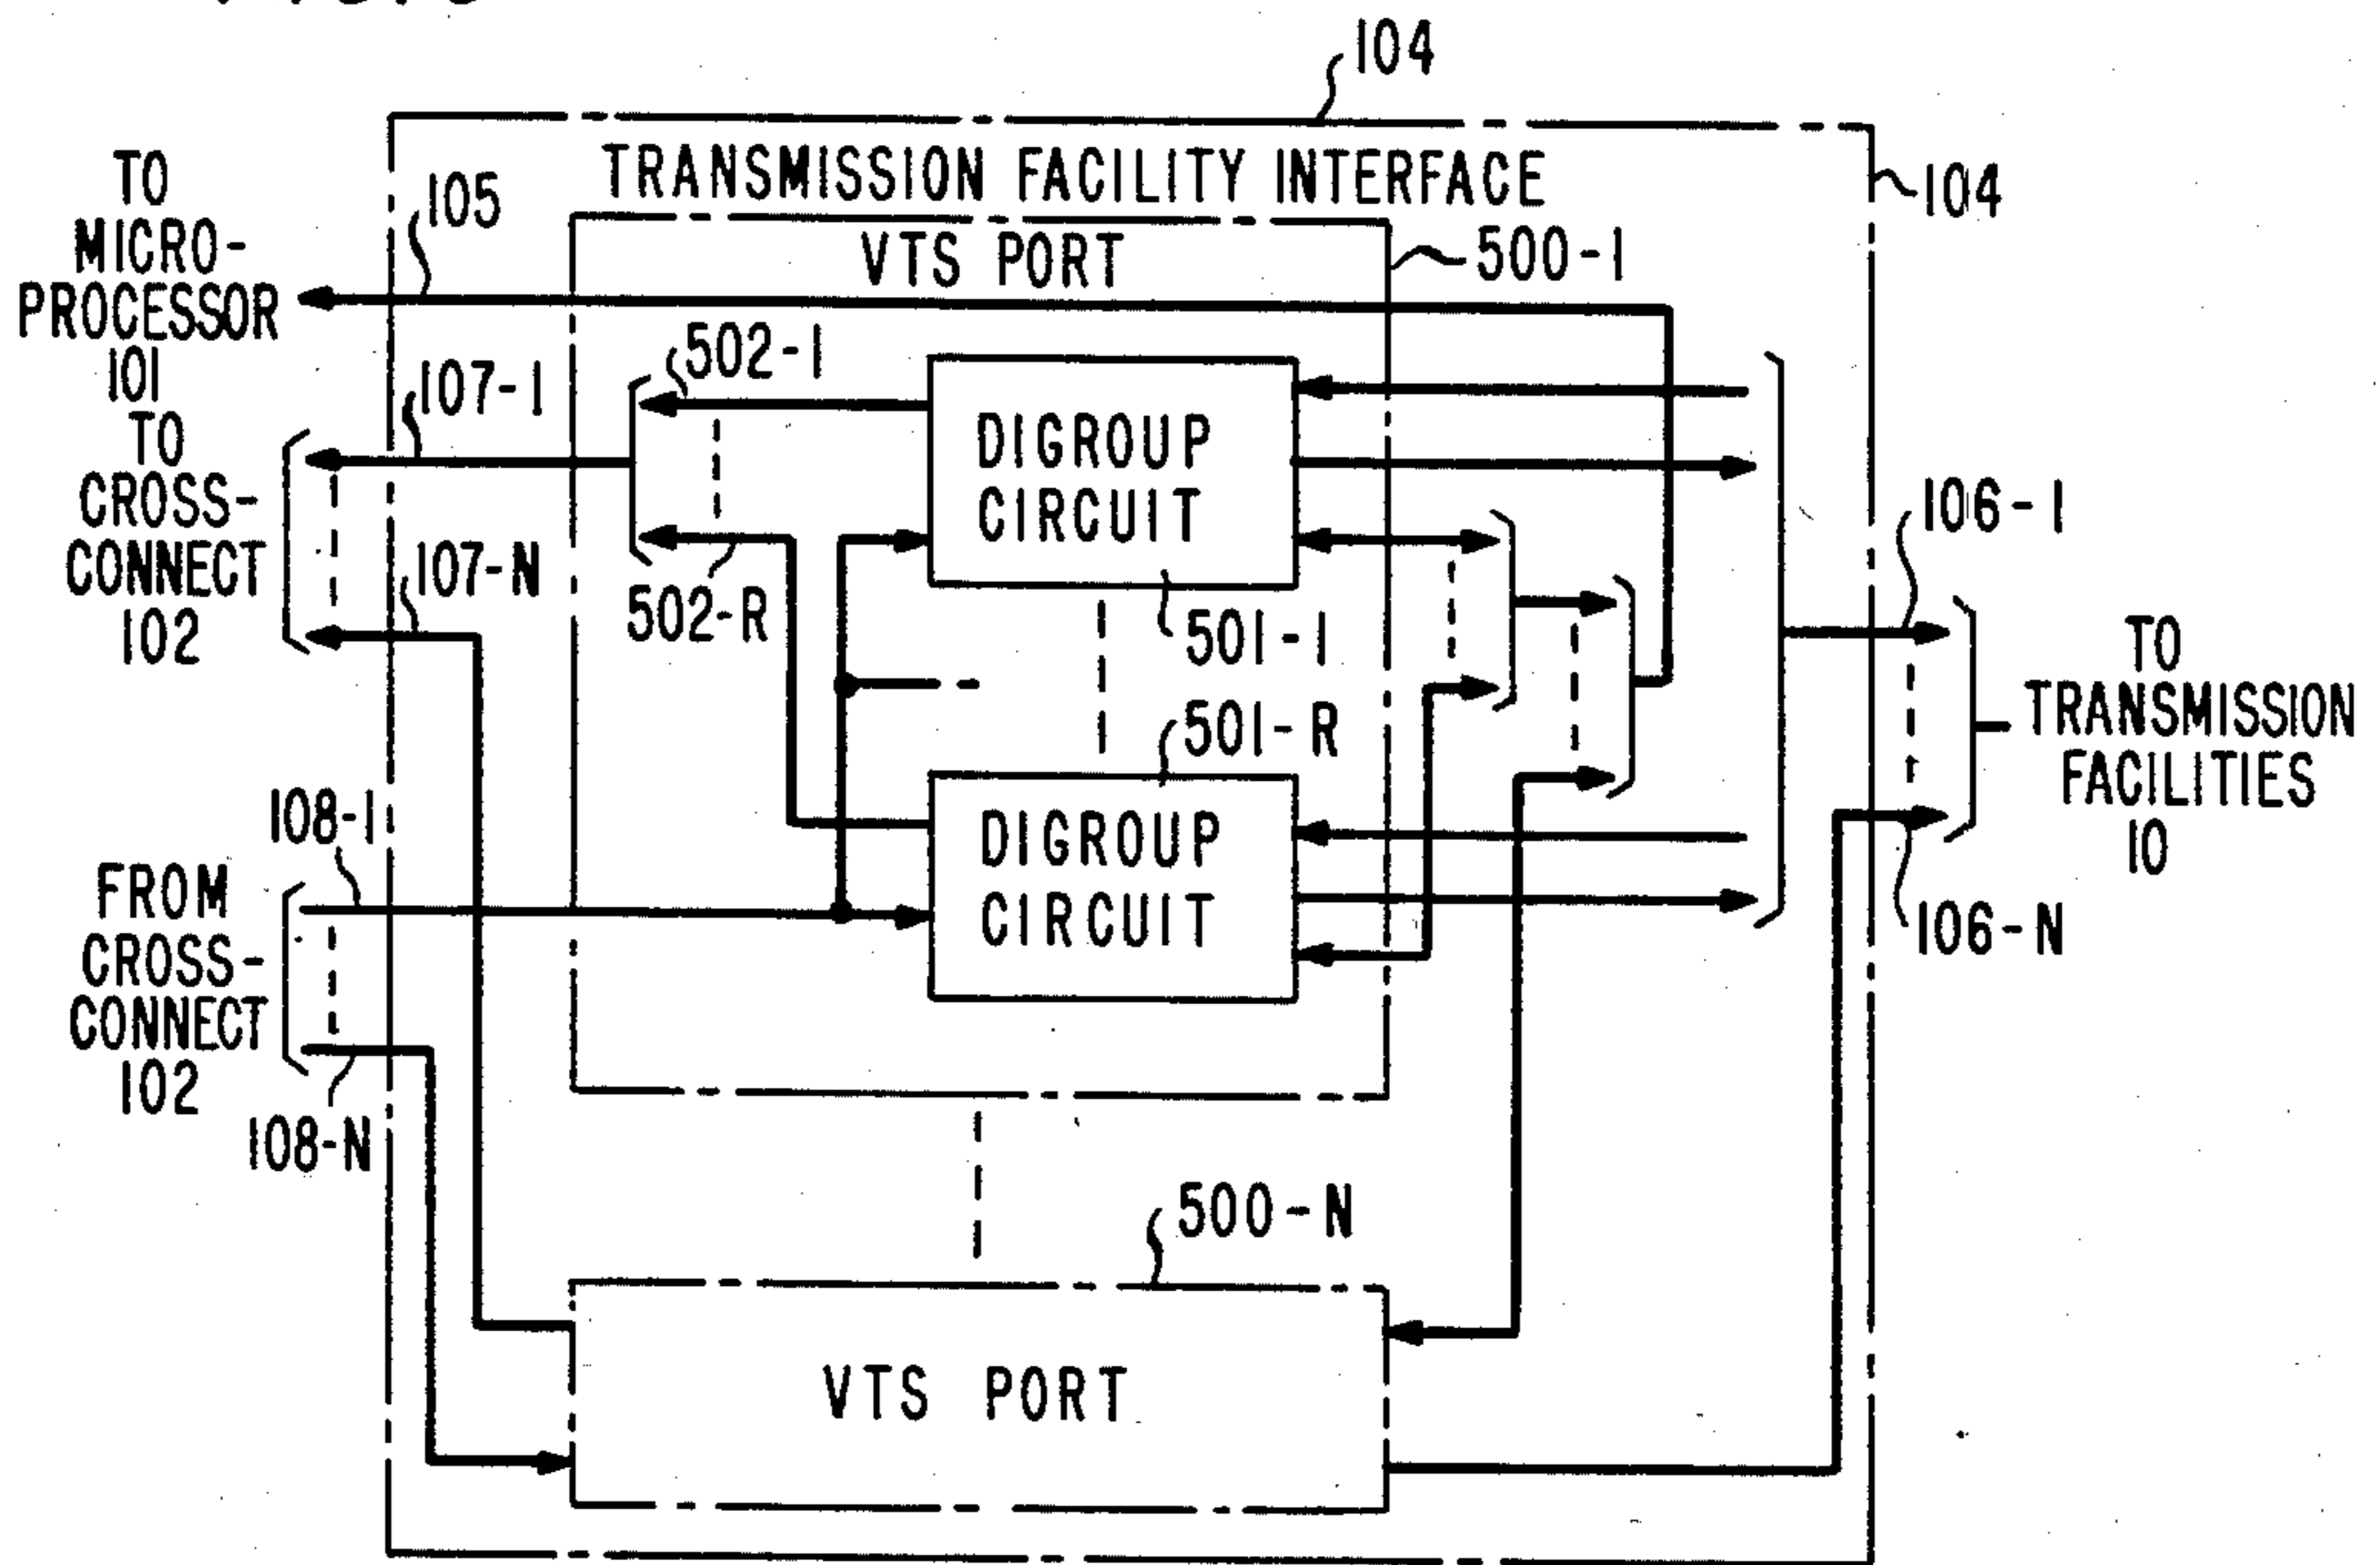 104
TRANSMISSION FACILITY INTERFACE
104
TO
MICRO-
PROCESSOR
101
105
VTS PORT
500-1
502-1
107-1
TO
CROSS-
CONNECT
102
107-N
502-R
DIGROUP
CIRCUIT
501-1
106-1
TO
TRANSMISSION
FACILITIES
10
501-R
108-1
FROM
CROSS-
CONNECT
102
DIGROUP
CIRCUIT
106-N
108-N
500-N
VTS PORT